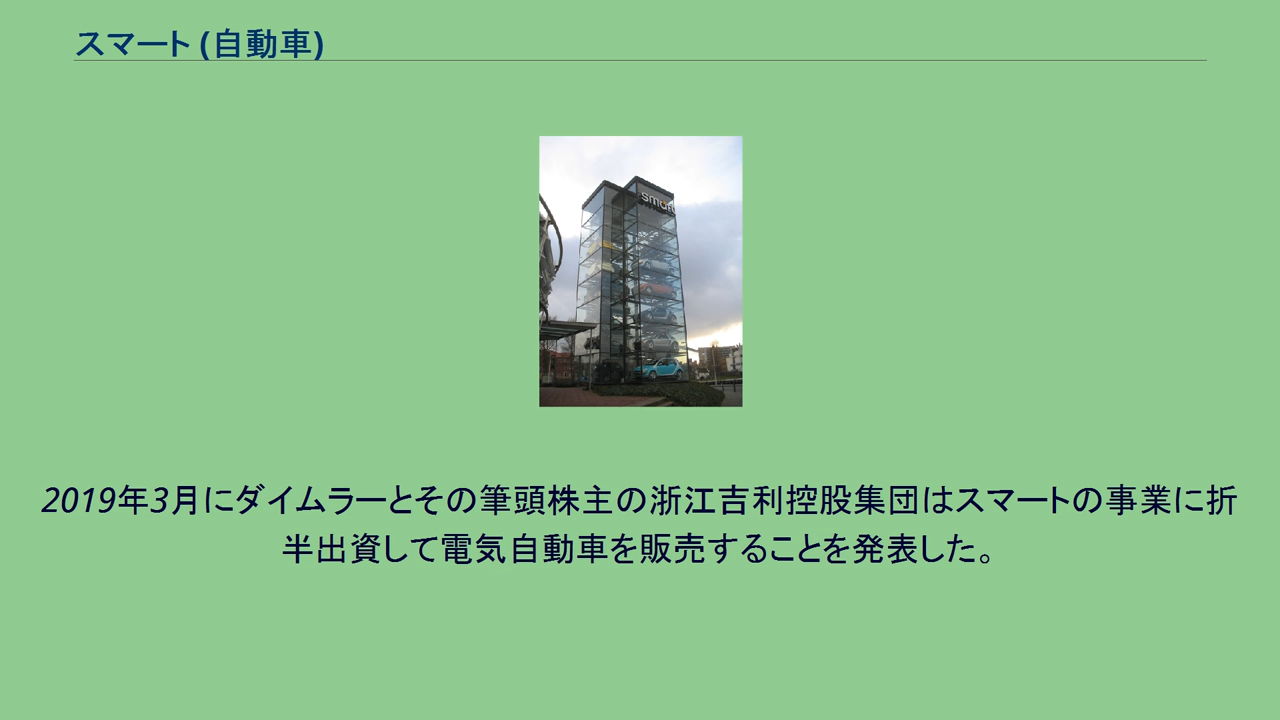 スマート (自動車)
smart
2019年3月にダイムラーとその筆頭株主の浙江吉利控股集団はスマートの事業に折
半出資して電気自動車を販売することを発表した。